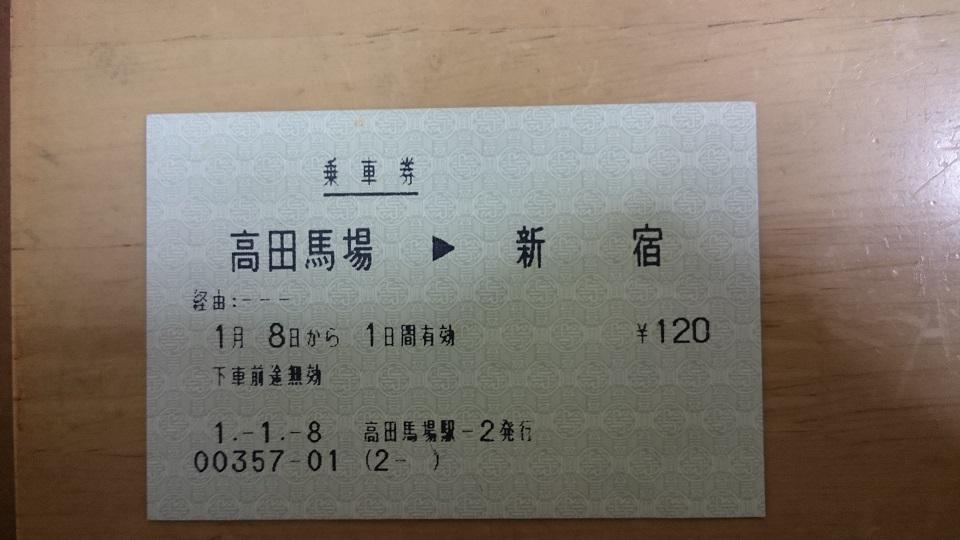 乗車券
高田馬場 ▶ 新宿
経由:---
1月 8日から 1日間有効 ¥120
下車前途無効
1.-1.-8 高田馬場駅-2発行
00357-01 (2- )